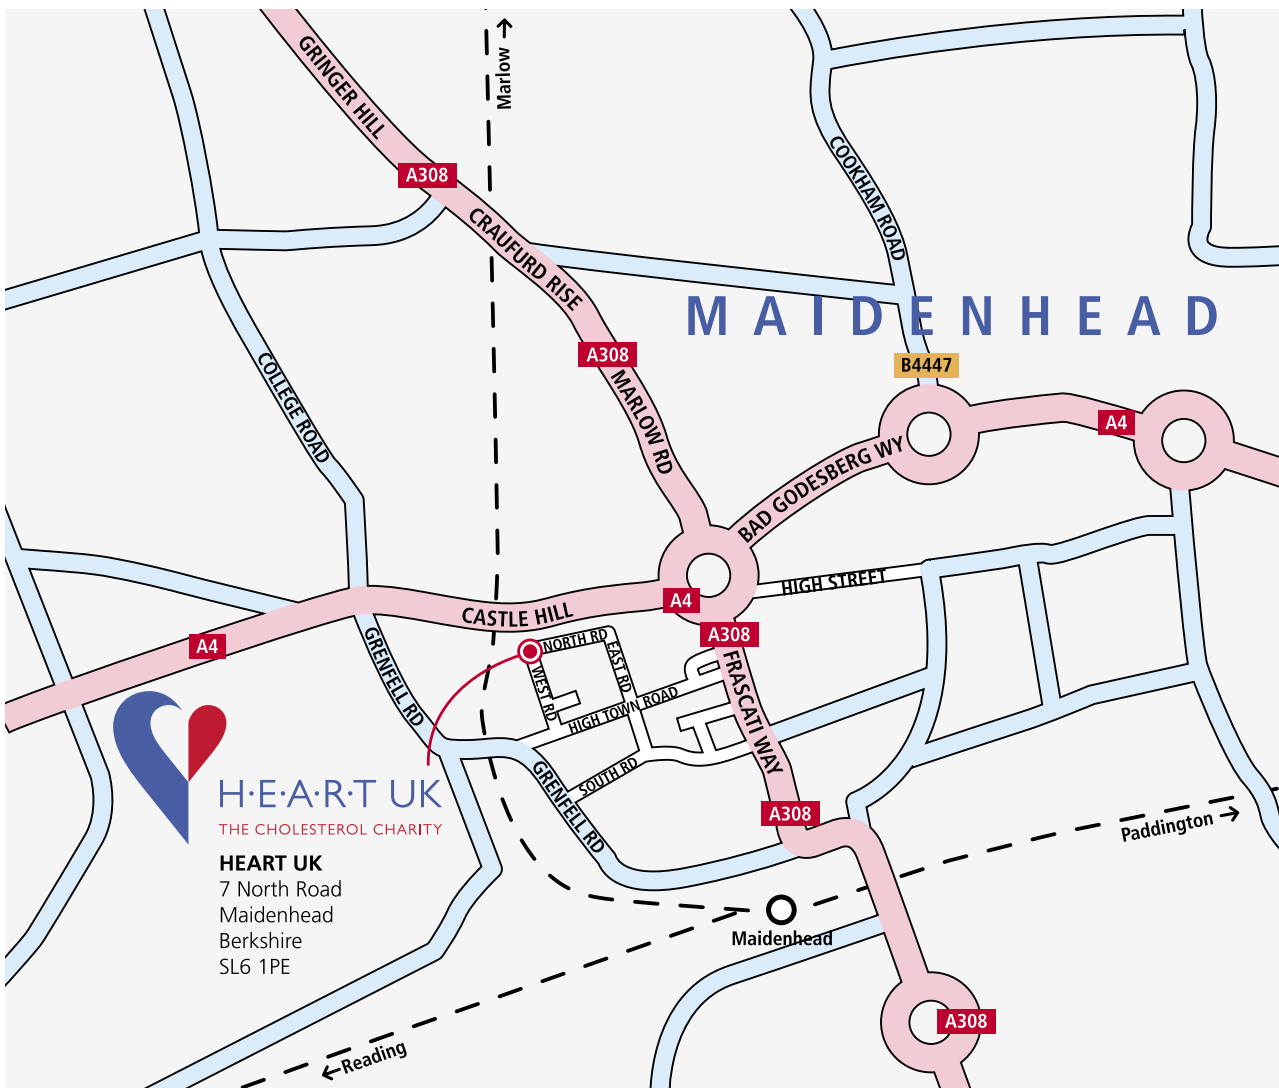 Marlow
GRINGER HILL
A308
CRAUFURD RISE
COOKHAM ROAD
MAIDENHEAD
A308
B4447
COLLEGE ROAD
MARLOW RD
A4
BAD GODESBERG WY
HIGH STREET
CASTLE HILL
A4
A308
A4
GRENFELL RD
NORTH RD
EAST RD
WEST RD
HIGH TOWN ROAD
FRASCATI WAY
SOUTH RD
GRENFELL RD
A308
Paddington
H·E·A·R·T UK
THE CHOLESTEROL CHARITY
HEART UK
7 North Road
Maidenhead
Berkshire
SL6 1PE
Maidenhead
A308
Reading